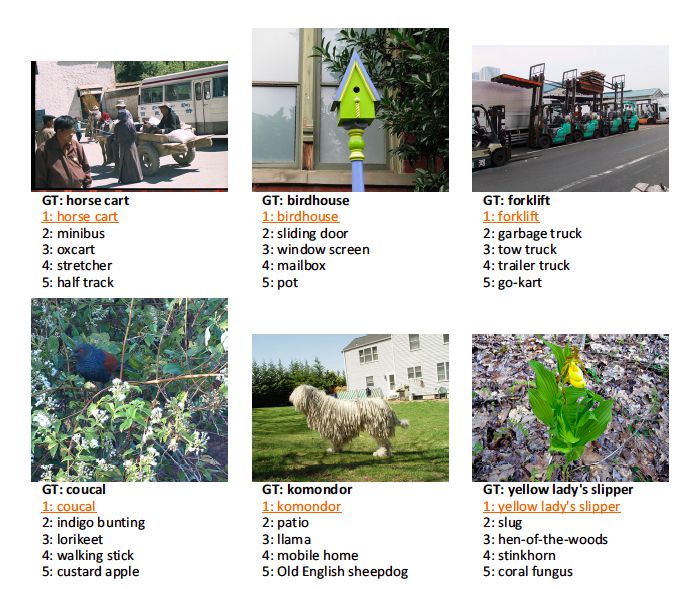 GT: horse cart
1: horse cart
2: minibus
3: oxcart
4: stretcher
5: half track
GT: birdhouse
1: birdhouse
2: sliding door
3: window screen
4: mailbox
5: pot
GT: forklift
1: forklift
2: garbage truck
3: tow truck
4: trailer truck
5: go-kart
GT: coucal
1: coucal
2: indigo bunting
3: lorikeet
4: walking stick
5: custard apple
GT: komondor
1: komondor
2: patio
3: llama
4: mobile home
5: Old English sheepdog
GT: yellow lady's slipper
1: yellow lady's slipper
2: slug
3: hen-of-the-woods
4: stinkhorn
5: coral fungus